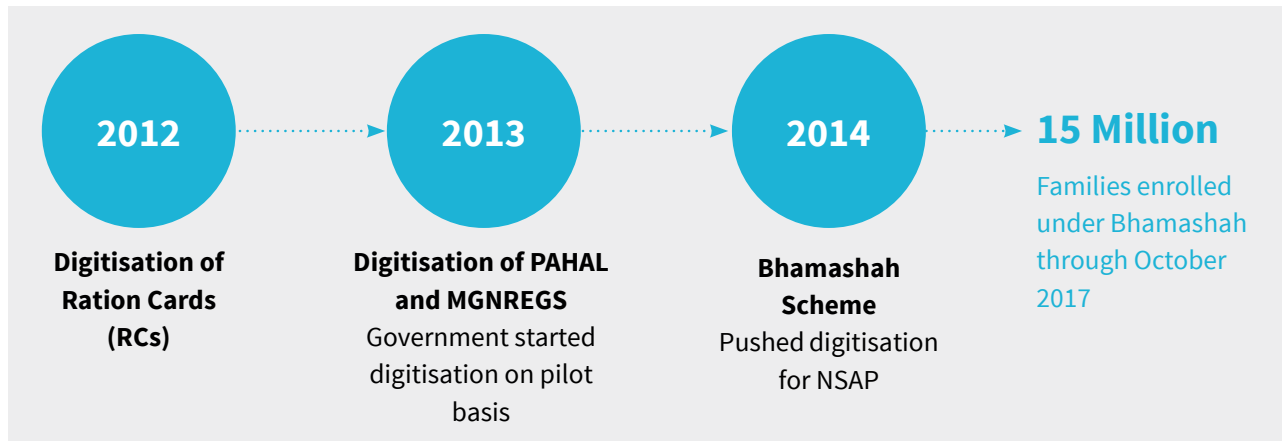 2012
Digitisation of
Ration Cards
(RCs)
2013
Digitisation of PAHAL
and MGNREGS
Government started
digitisation on pilot
basis
2014
Bhamashah
Scheme
Pushed digitisation
for NSAP
15 Million
Families enrolled
under Bhamashah
through October
2017